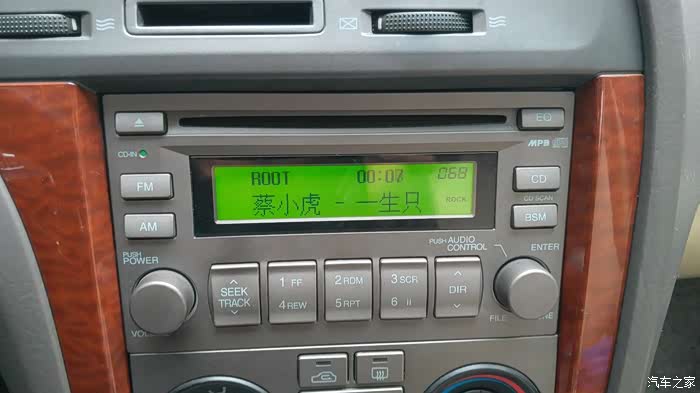 EQ
CD-IN
MP3
FM
ROOT 00:07 068
蔡小虎 - 一生只
ROCK
CD
CD SCAN
AM
BSM
PUSH
POWER
PUSH AUDIO
CONTROL
ENTER
SEEK
TRACK
1 FF
4 REW
2 RDM
5 RPT
3 SCR
6 II
DIR
VOL
FILE
汽车之家